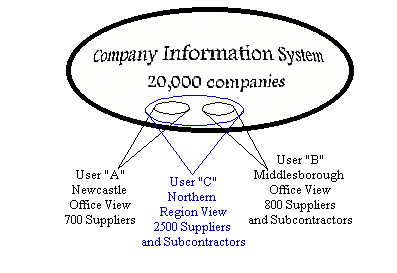 Company Information System
20,000 companies
User "A"
Newcastle
Office View
700 Suppliers
User "C"
Northern
Region View
2500 Suppliers
and Subcontractors
User "B"
Middlesborough
Office View
800 Suppliers
and Subcontractors